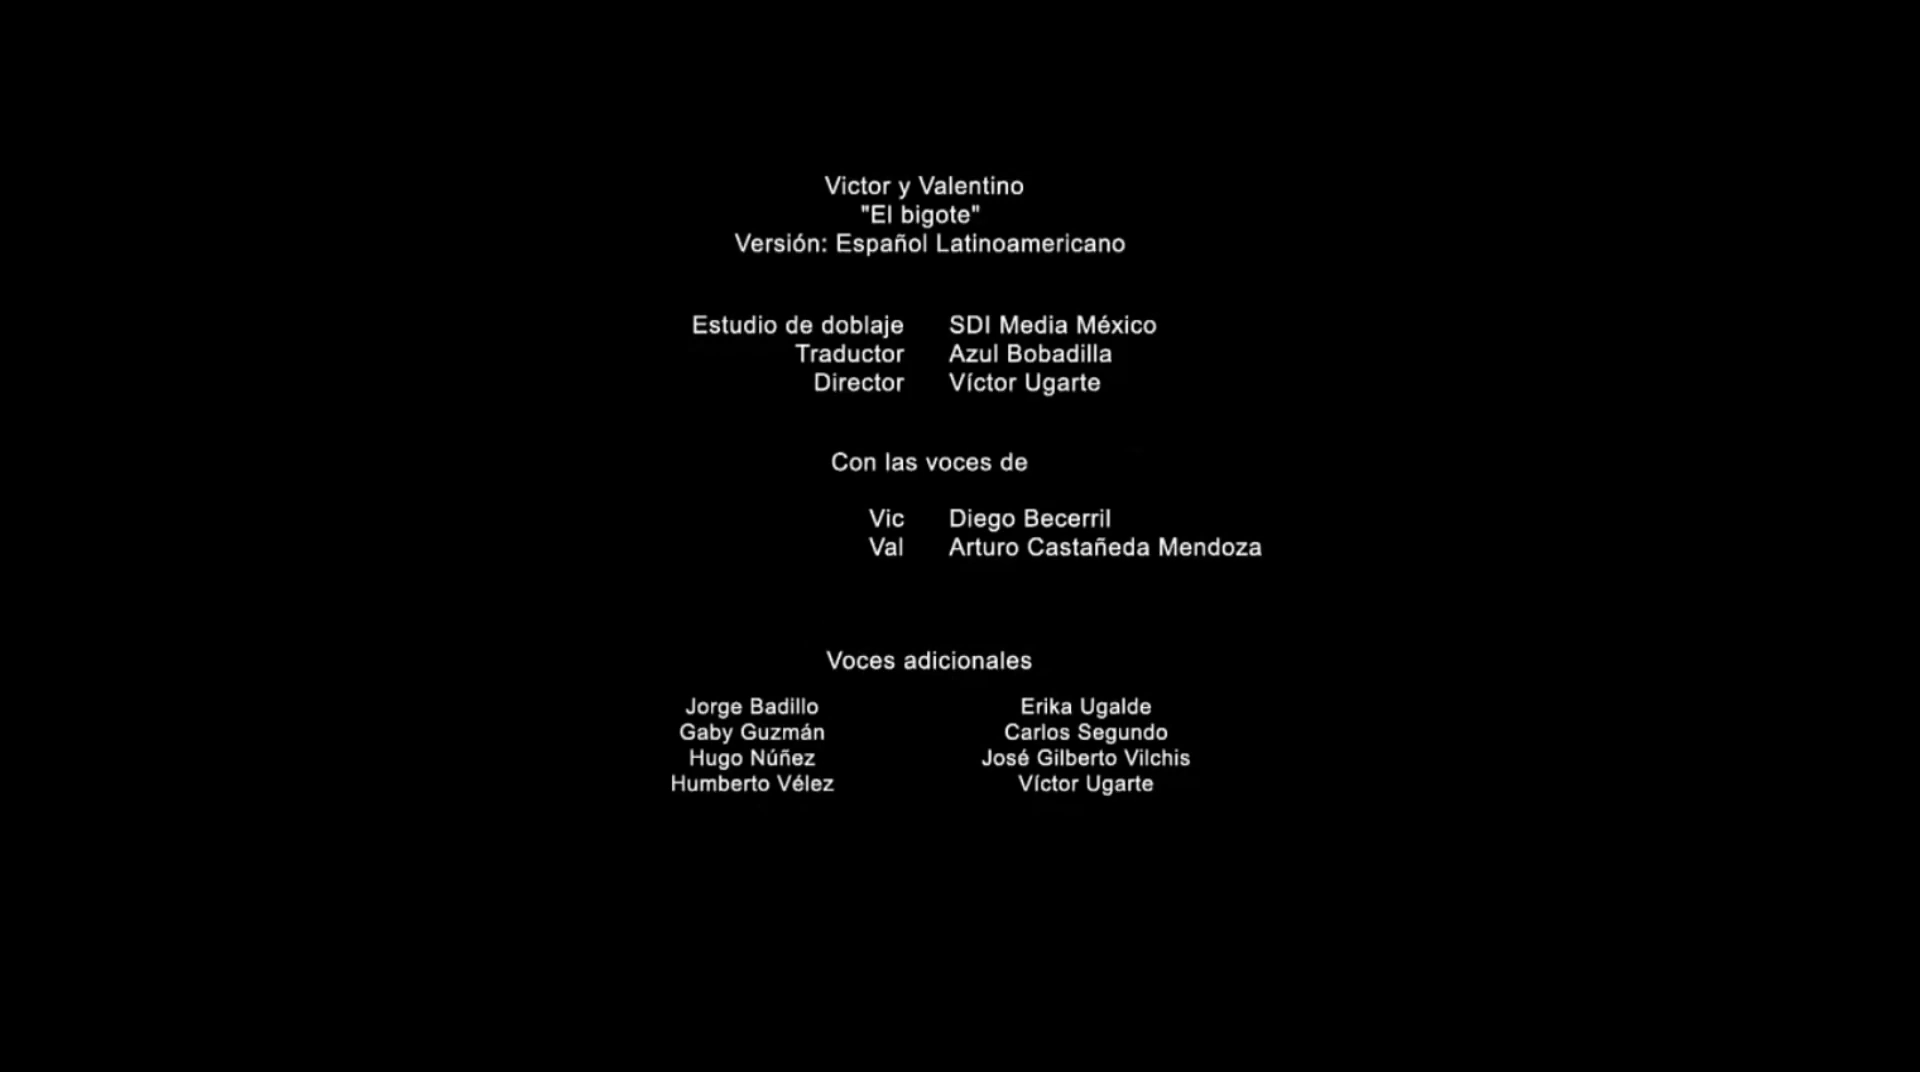 Victor y Valentino
"El bigote"
Versión: Español Latinoamericano
Estudio de doblaje SDI Media México
Traductor Azul Bobadilla
Director Víctor Ugarte
Con las voces de
Vic Diego Becerril
Val Arturo Castañeda Mendoza
Voces adicionales
Jorge Badillo Erika Ugalde
Gaby Guzmán Carlos Segundo
Hugo Núñez José Gilberto Vilchis
Humberto Vélez Víctor Ugarte